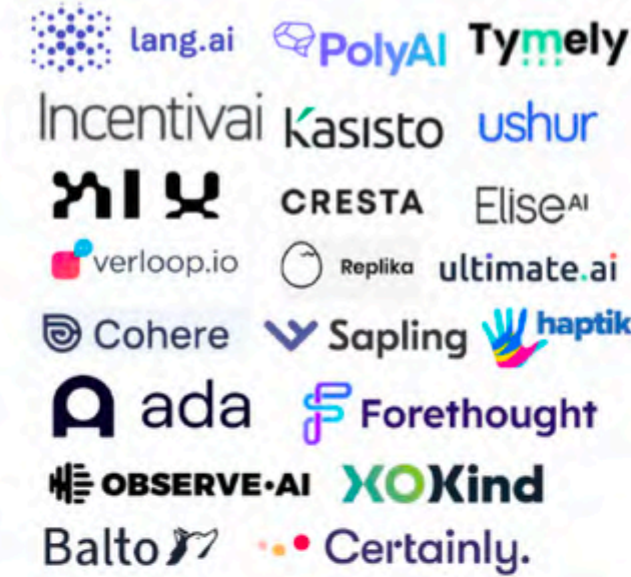 lang.ai PolyAI Tymely
Incentivai Kasisto ushur
CRESTA EliseAI
verloop.io Replika ultimate.ai
Cohere Sapling haptik
ada Forethought
OBSERVE•AI XOKind
Balto Certainly.